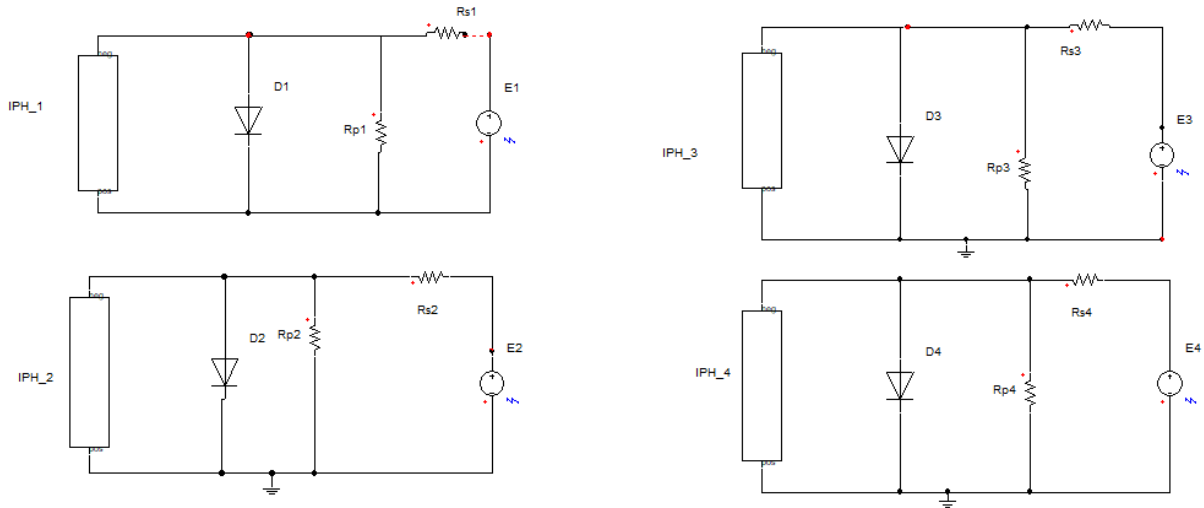 Rs1
neg
D1
E1
IPH_1
Rp1
pos
neg
Rs3
D3
E3
IPH_3
Rp3
pos
neg
Rs2
Rp2
D2
E2
IPH_2
pos
neg
Rs4
D4
E4
IPH_4
Rp4
pos